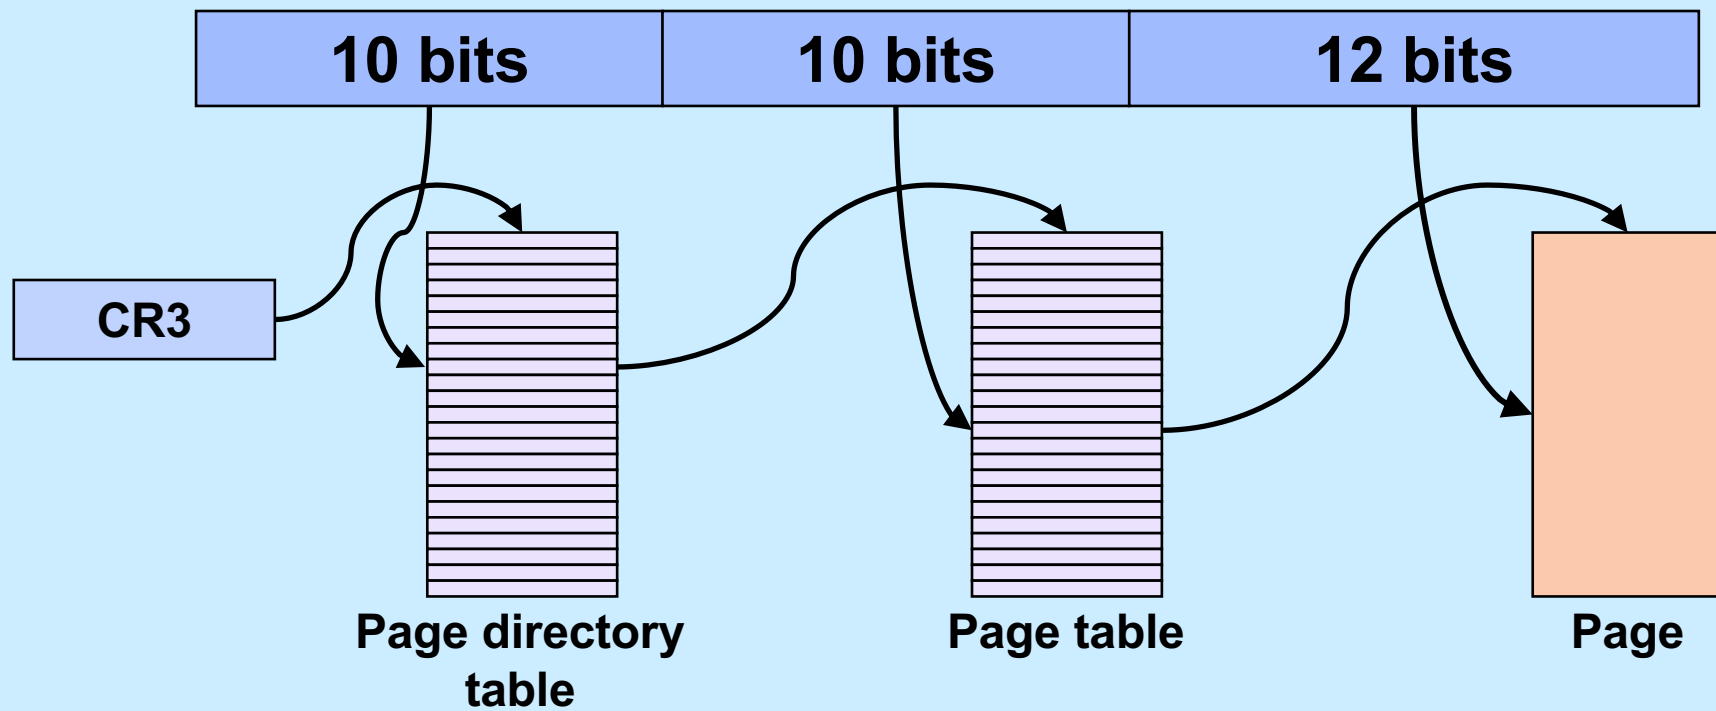 10 bits
10 bits
12 bits
CR3
Page directory
table
Page table
Page